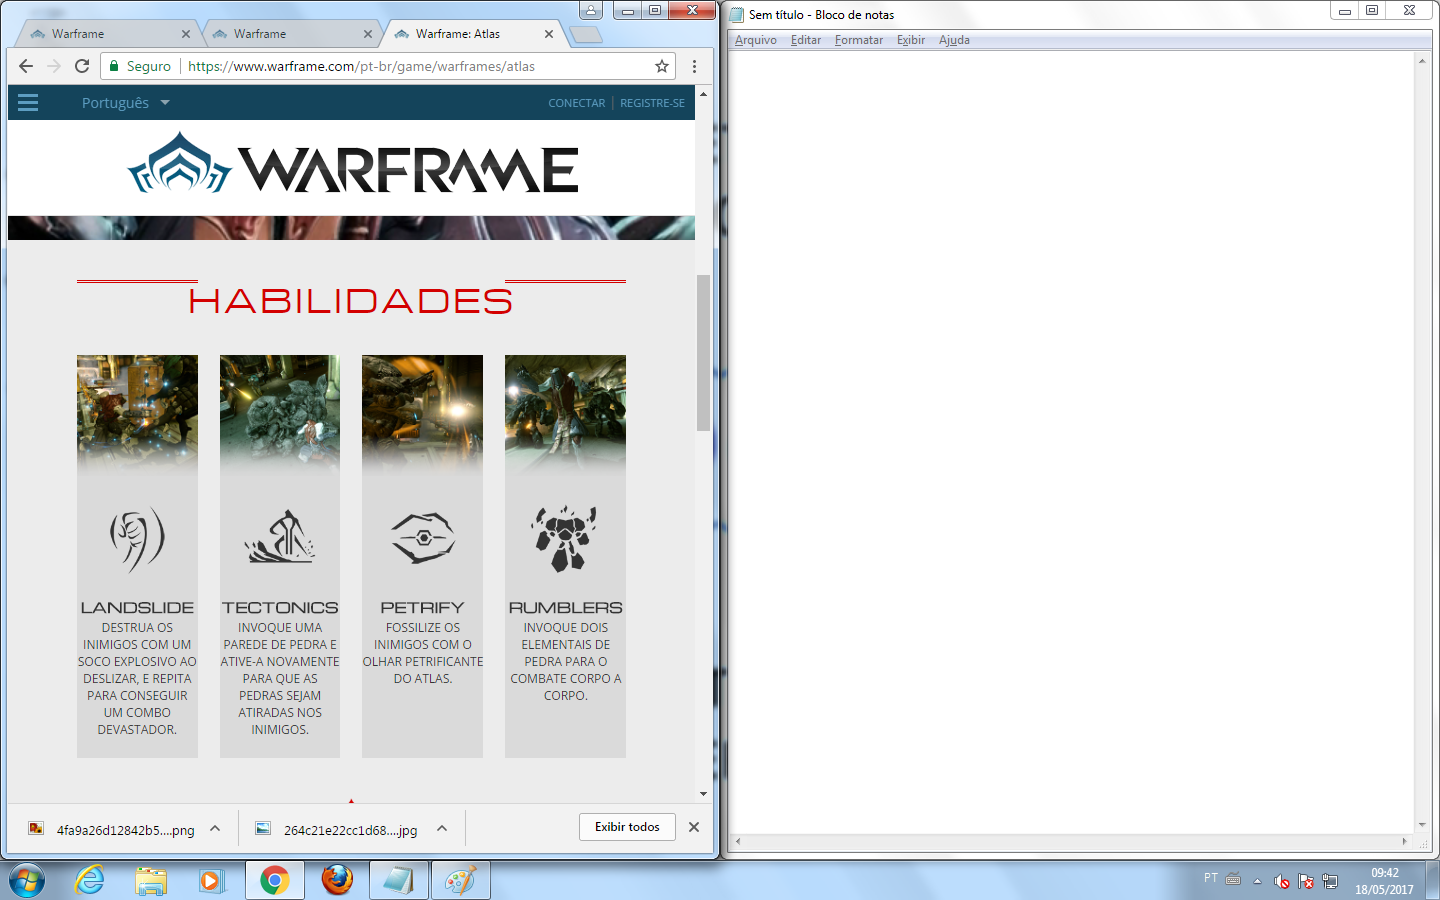 Warframe
Warframe
Warframe: Atlas
Seguro
https://www.warframe.com/pt-br/game/warframes/atlas
Português
CONECTAR
REGISTRE-SE
WARFRAME
HABILIDADES
LANDSLIDE
DESTRUA OS
INIMIGOS COM UM
SOCO EXPLOSIVO AO
DESLIZAR, E REPITA
PARA CONSEGUIR
UM COMBO
DEVASTADOR.
TECTONICS
INVOQUE UMA
PAREDE DE PEDRA E
ATIVE-A NOVAMENTE
PARA QUE AS
PEDRAS SEJAM
ATIRADAS NOS
INIMIGOS.
PETRIFY
FOSSILIZE OS
INIMIGOS COM O
OLHAR PETRIFICANTE
DO ATLAS.
RUMBLERS
INVOQUE DOIS
ELEMENTAIS DE
PEDRA PARA O
COMBATE CORPO A
CORPO.
4fa9a26d12842b5....png
264c21e22cc1d68....jpg
Exibir todos
Sem título - Bloco de notas
Arquivo Editar Formatar Exibir Ajuda
PT
09:42
18/05/2017